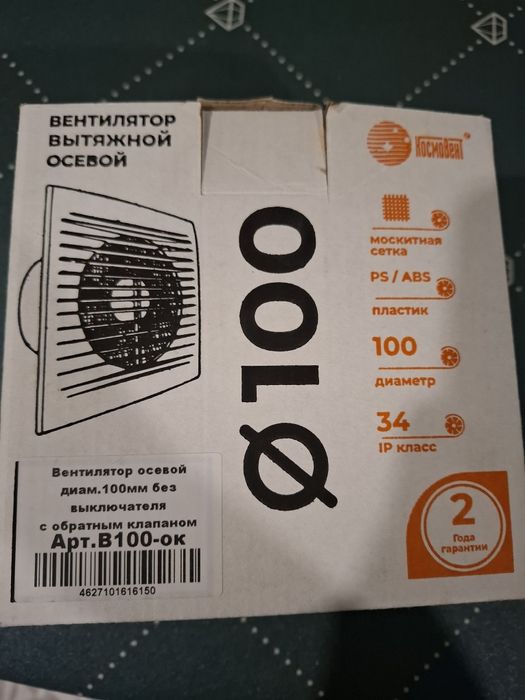 ВЕНТИЛЯТОР
ВЫТЯЖНОЙ
ОСЕВОЙ
КосмоВент
Ø100
москитная
сетка
PS / ABS
пластик
100
диаметр
34
IP класс
2
Года
гарантии
Вентилятор осевой
диам.100мм без
выключателя
с обратным клапаном
Арт.В100-ок
4627101616150